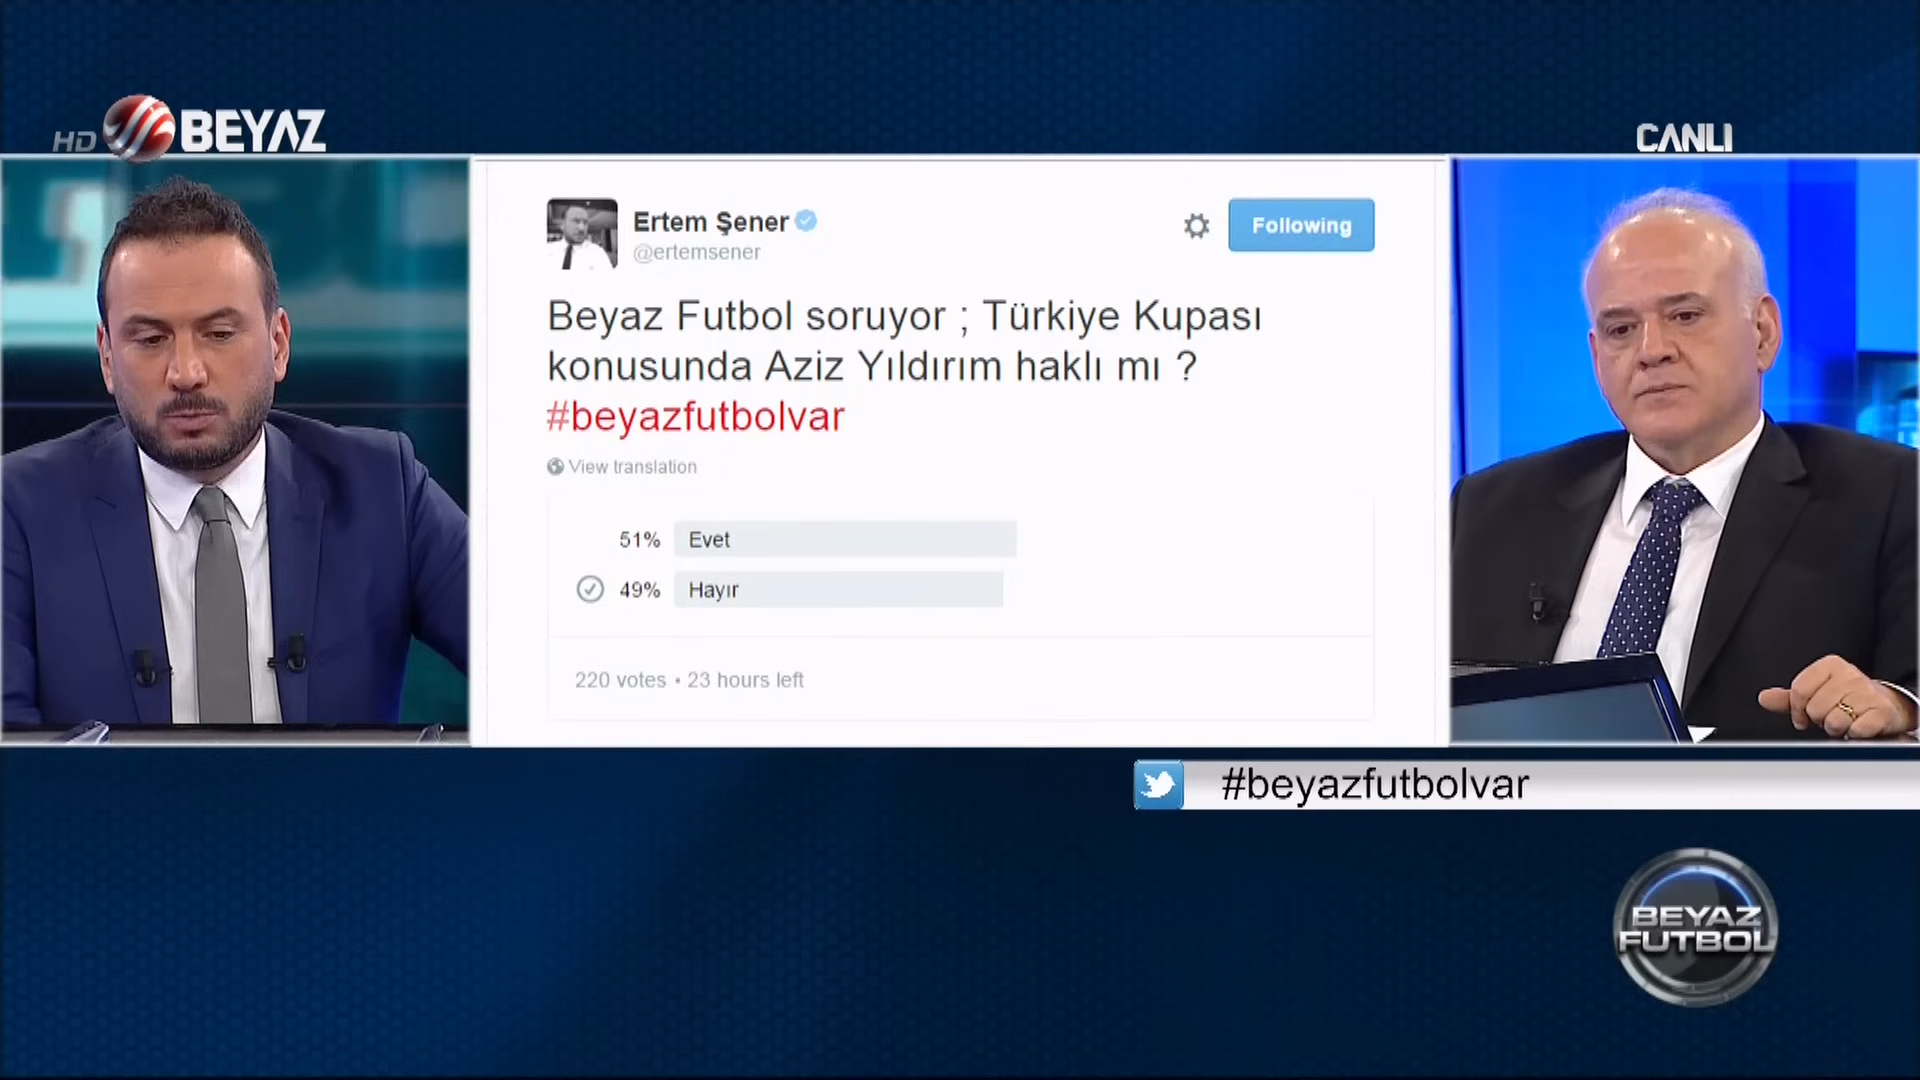 HD BEYAZ
CANLI
Ertem Şener
@ertemsener
Following
Beyaz Futbol soruyor ; Türkiye Kupası
konusunda Aziz Yıldırım haklı mı ?
#beyazfutbolvar
View translation
51% Evet
49% Hayır
220 votes • 23 hours left
#beyazfutbolvar
BEYAZ
FUTBOL